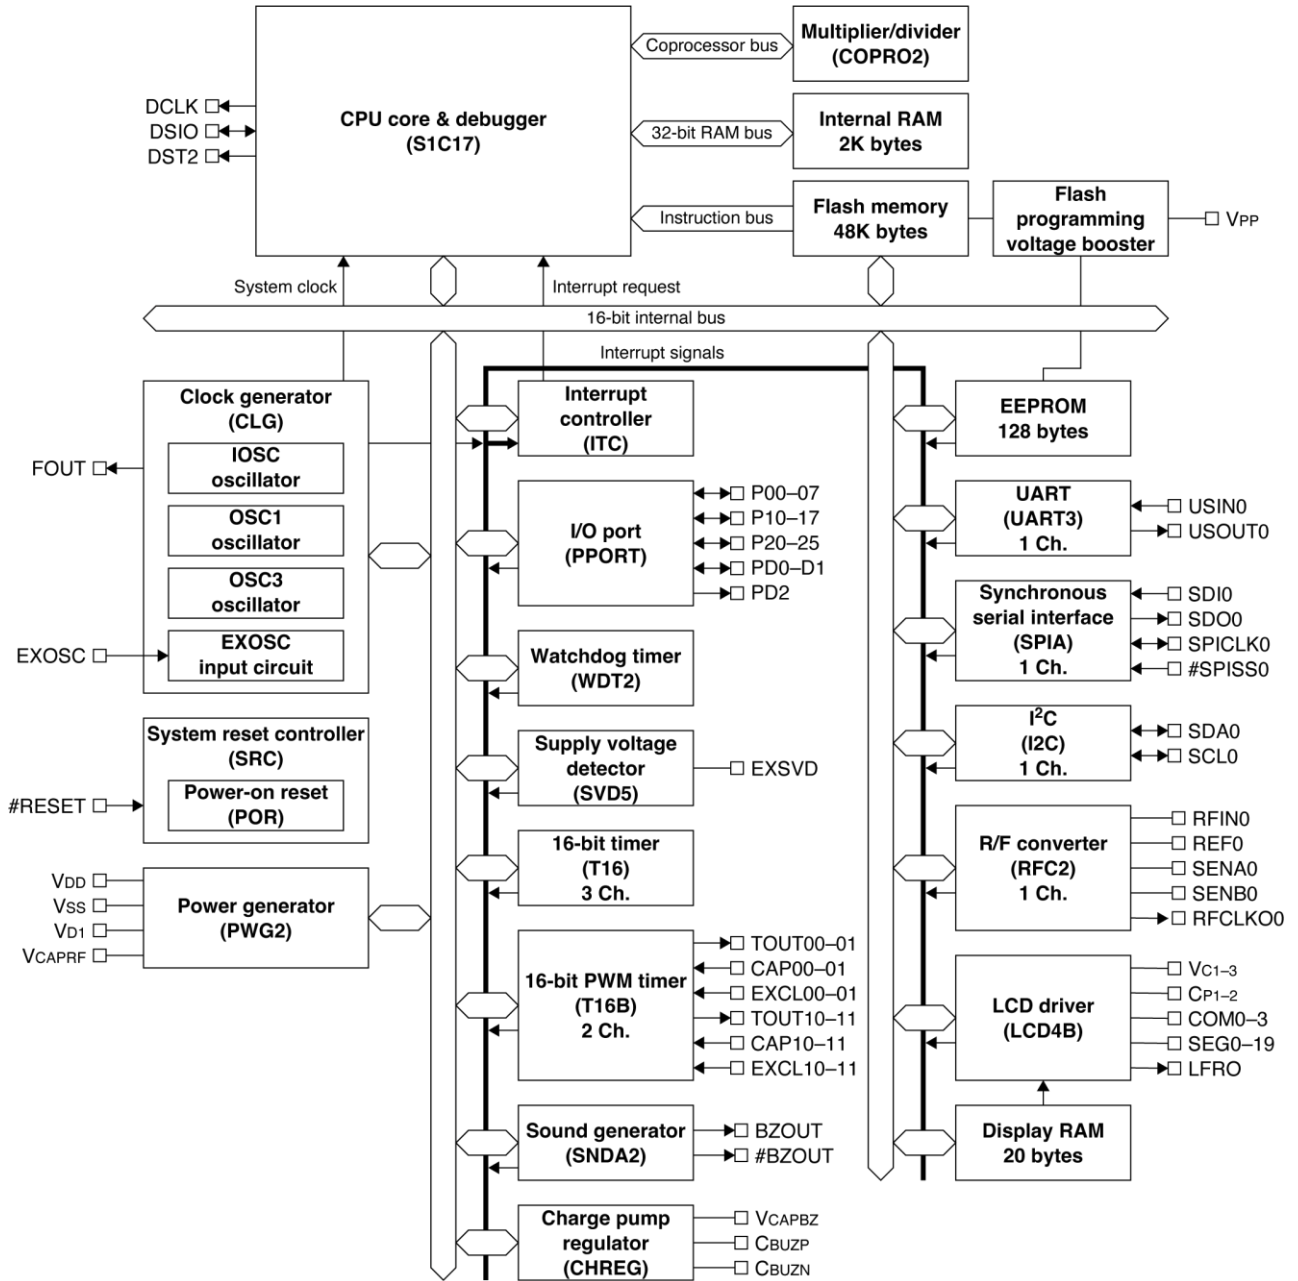 CPU core & debugger
(S1C17)
DCLK
DSIO
DST2
Coprocessor bus
Multiplier/divider
(COPRO2)
32-bit RAM bus
Internal RAM
2K bytes
Instruction bus
Flash memory
48K bytes
Flash
programming
voltage booster
VPP
System clock
Interrupt request
16-bit internal bus
Interrupt signals
Clock generator
(CLG)
IOSC
oscillator
OSC1
oscillator
OSC3
oscillator
EXOSC
input circuit
FOUT
EXOSC
System reset controller
(SRC)
Power-on reset
(POR)
#RESET
Power generator
(PWG2)
VDD
VSS
VD1
VCAPRF
Interrupt
controller
(ITC)
I/O port
(PPORT)
P00–07
P10–17
P20–25
PD0–D1
PD2
Watchdog timer
(WDT2)
Supply voltage
detector
(SVD5)
EXSVD
16-bit timer
(T16)
3 Ch.
16-bit PWM timer
(T16B)
2 Ch.
TOUT00–01
CAP00–01
EXCL00–01
TOUT10–11
CAP10–11
EXCL10–11
Sound generator
(SNDA2)
BZOUT
#BZOUT
Charge pump
regulator
(CHREG)
VCAPBZ
CBUZP
CBUZN
EEPROM
128 bytes
UART
(UART3)
1 Ch.
USIN0
USOUT0
Synchronous
serial interface
(SPIA)
1 Ch.
SDI0
SDO0
SPICLK0
#SPISS0
I²C
(I2C)
1 Ch.
SDA0
SCL0
R/F converter
(RFC2)
1 Ch.
RFIN0
REF0
SENA0
SENB0
RFCLKO0
LCD driver
(LCD4B)
VC1–3
CP1–2
COM0–3
SEG0–19
LFRO
Display RAM
20 bytes